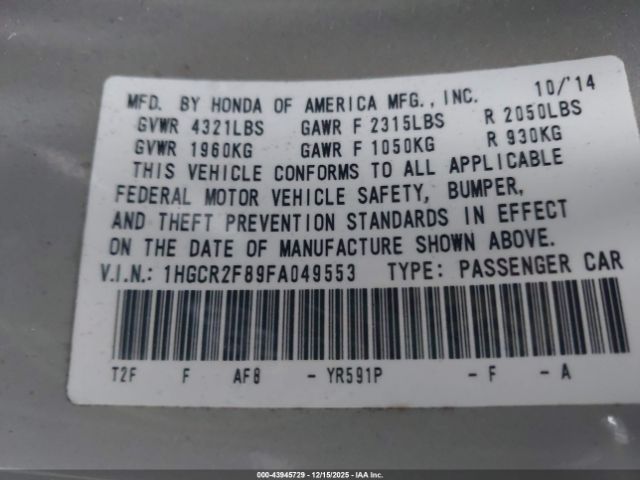 MFD. BY HONDA OF AMERICA MFG., INC. 10/'14
GVWR 4321LBS GAWR F 2315LBS R 2050LBS
GVWR 1960KG GAWR F 1050KG R 930KG
THIS VEHICLE CONFORMS TO ALL APPLICABLE
FEDERAL MOTOR VEHICLE SAFETY, BUMPER,
AND THEFT PREVENTION STANDARDS IN EFFECT
ON THE DATE OF MANUFACTURE SHOWN ABOVE.
V.I.N.: 1HGCR2F89FA049553 TYPE: PASSENGER CAR
T2F F AF8 - YR591P - F - A
000-43945729 - 12/15/2025 - IAA Inc.